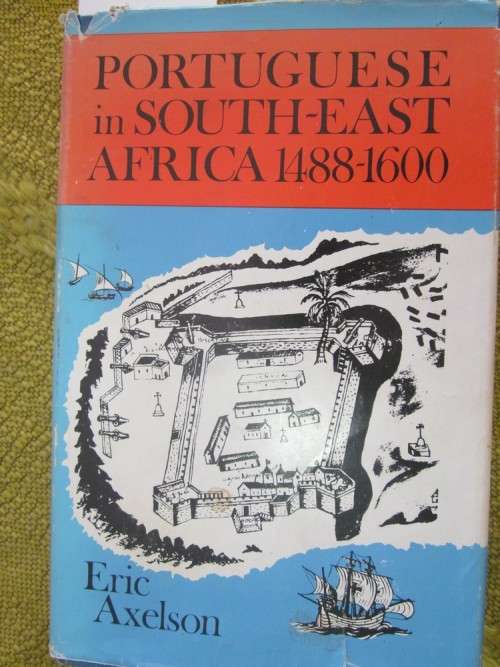 PORTUGUESE
in SOUTH-EAST
AFRICA 1488-1600
Eric
Axelson